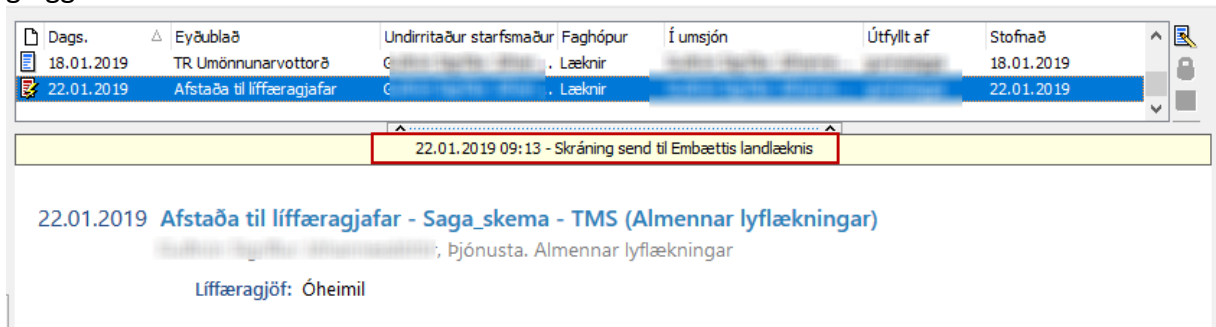 Dags. Eyðublað Undirritaður starfsmaður Faghópur Í umsjón Útfyllt af Stofnað
18.01.2019 TR Umönnunarvottorð G . Læknir 18.01.2019
22.01.2019 Afstaða til líffæragjafar G . Læknir 22.01.2019
22.01.2019 09:13 - Skráning send til Embættis landlæknis
22.01.2019 Afstaða til líffæragjafar - Saga_skema - TMS (Almennar lyflækningar)
, Þjónusta. Almennar lyflækningar
Líffæragjöf: Óheimil